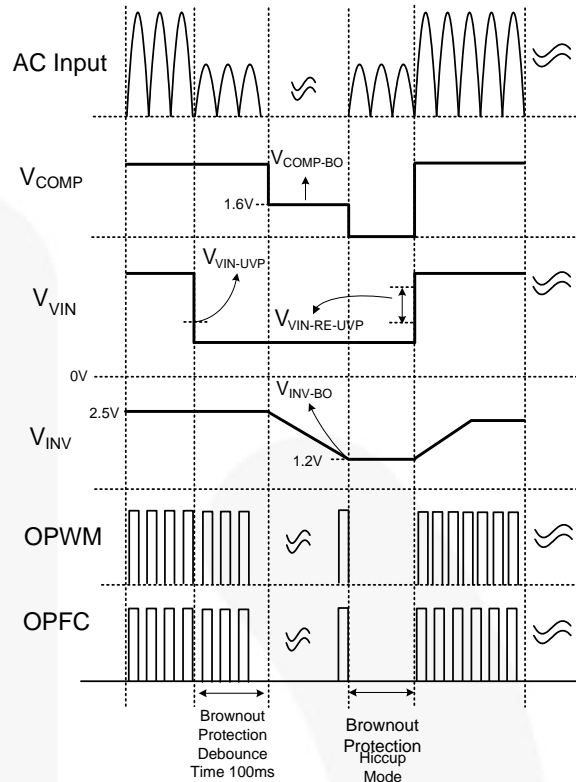 AC Input
VCOMP
VCOMP-BO
1.6V
VVIN-UVP
VVIN
VVIN-RE-UVP
0V
VINV-BO
2.5V
VINV
1.2V
OPWM
OPFC
Brownout
Protection
Debounce
Time 100ms
Brownout
Protection
Hiccup
Mode